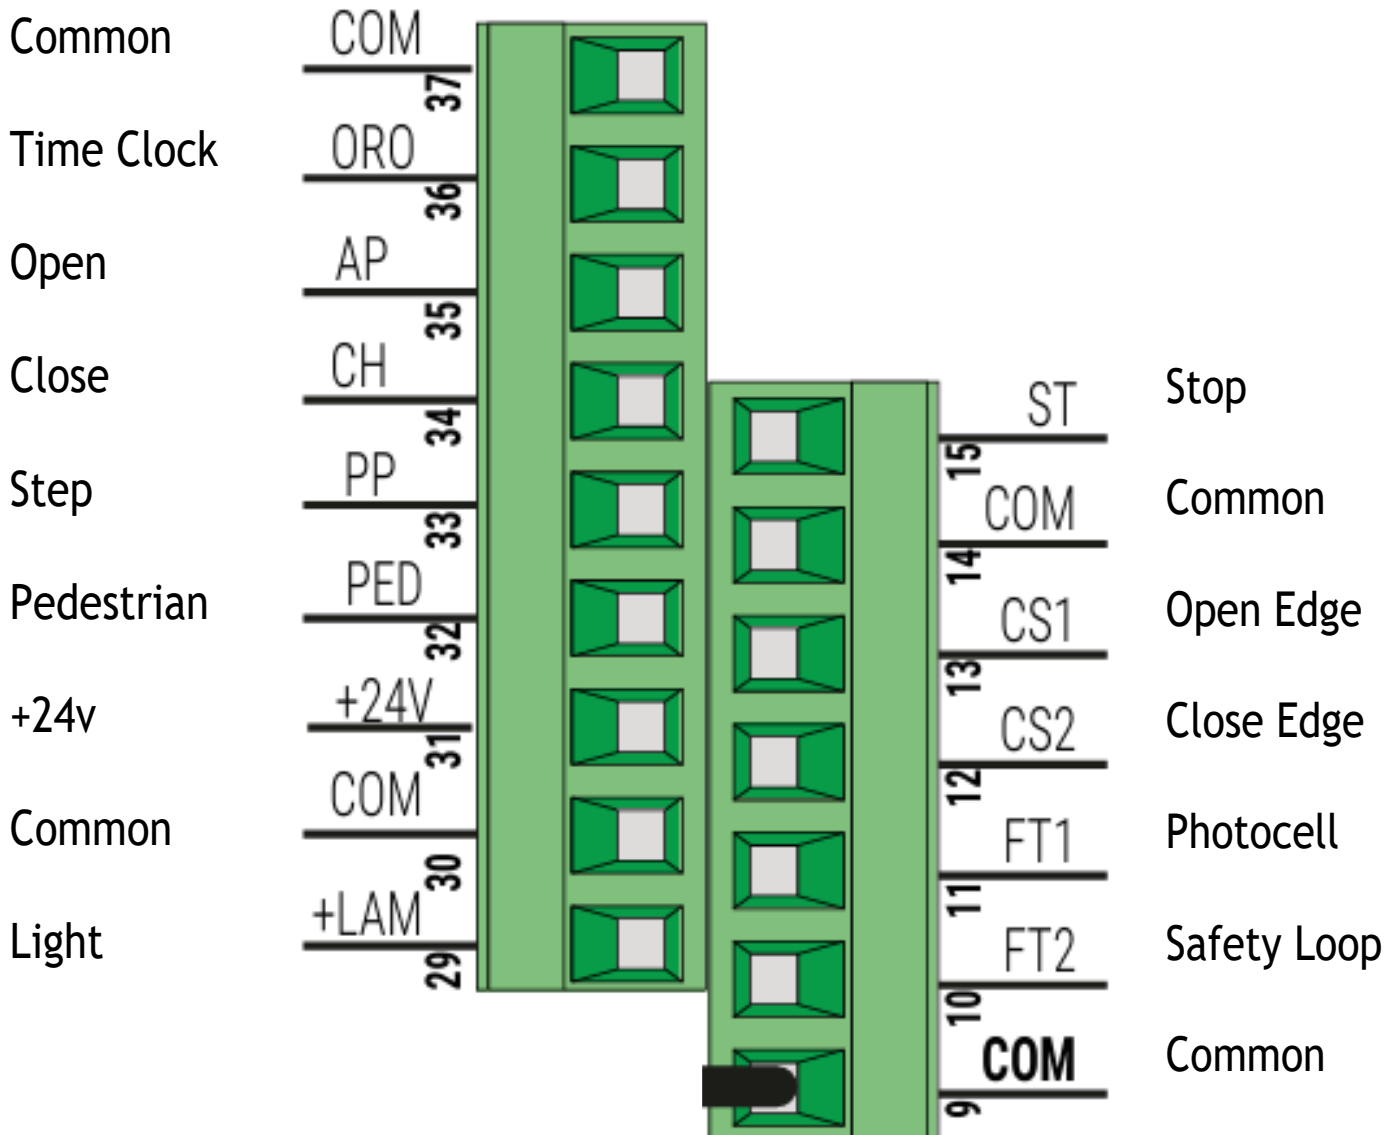 Common COM
37
Time Clock ORO
36
Open AP
35
Close CH
34
Step PP
33
Pedestrian PED
32
+24v +24V
31
Common COM
30
Light +LAM
29
ST Stop
15
COM Common
14
CS1 Open Edge
13
CS2 Close Edge
12
FT1 Photocell
11
FT2 Safety Loop
10
COM Common
9